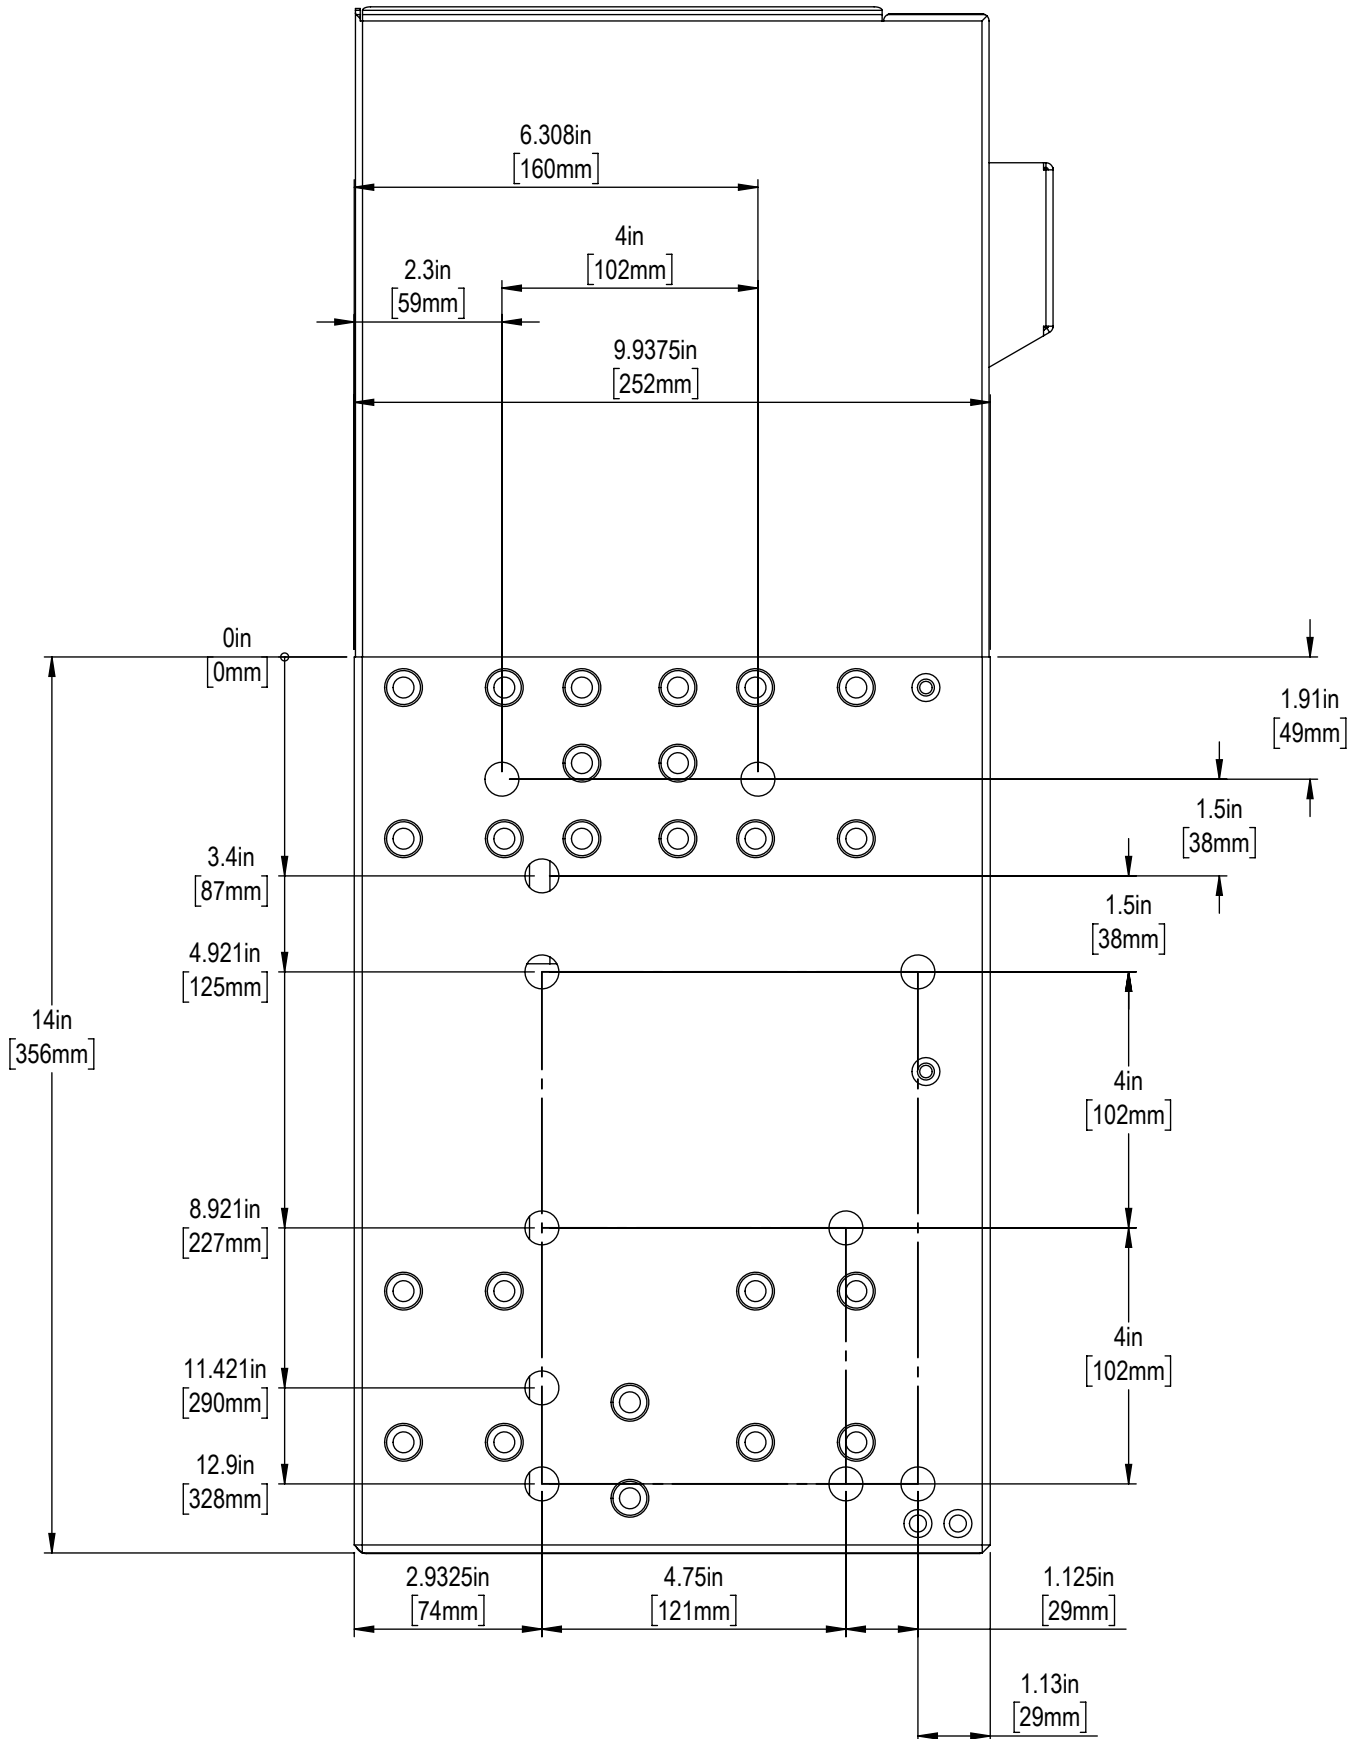 6.308in
[160mm]
4in
[102mm]
2.3in
[59mm]
9.9375in
[252mm]
0in
[0mm]
1.91in
[49mm]
1.5in
[38mm]
3.4in
[87mm]
1.5in
[38mm]
4.921in
[125mm]
14in
[356mm]
4in
[102mm]
8.921in
[227mm]
4in
[102mm]
11.421in
[290mm]
12.9in
[328mm]
2.9325in
[74mm]
4.75in
[121mm]
1.125in
[29mm]
1.13in
[29mm]